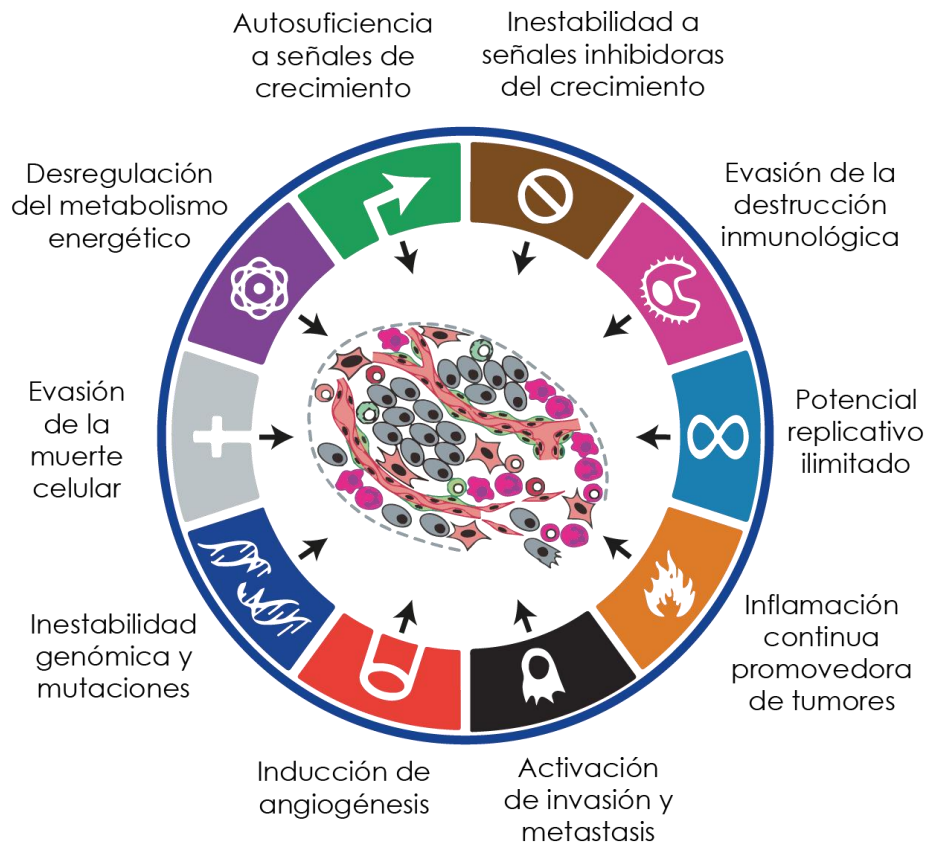 Autosuficiencia
a señales de
crecimiento
Inestabilidad a
señales inhibidoras
del crecimiento
Evasión de la
destrucción
inmunológica
Potencial
replicativo
ilimitado
Inflamación
continua
promovedora
de tumores
Activación
de invasión y
metastasis
Inducción de
angiogénesis
Inestabilidad
genómica y
mutaciones
Evasión
de la
muerte
celular
Desregulación
del metabolismo
energético